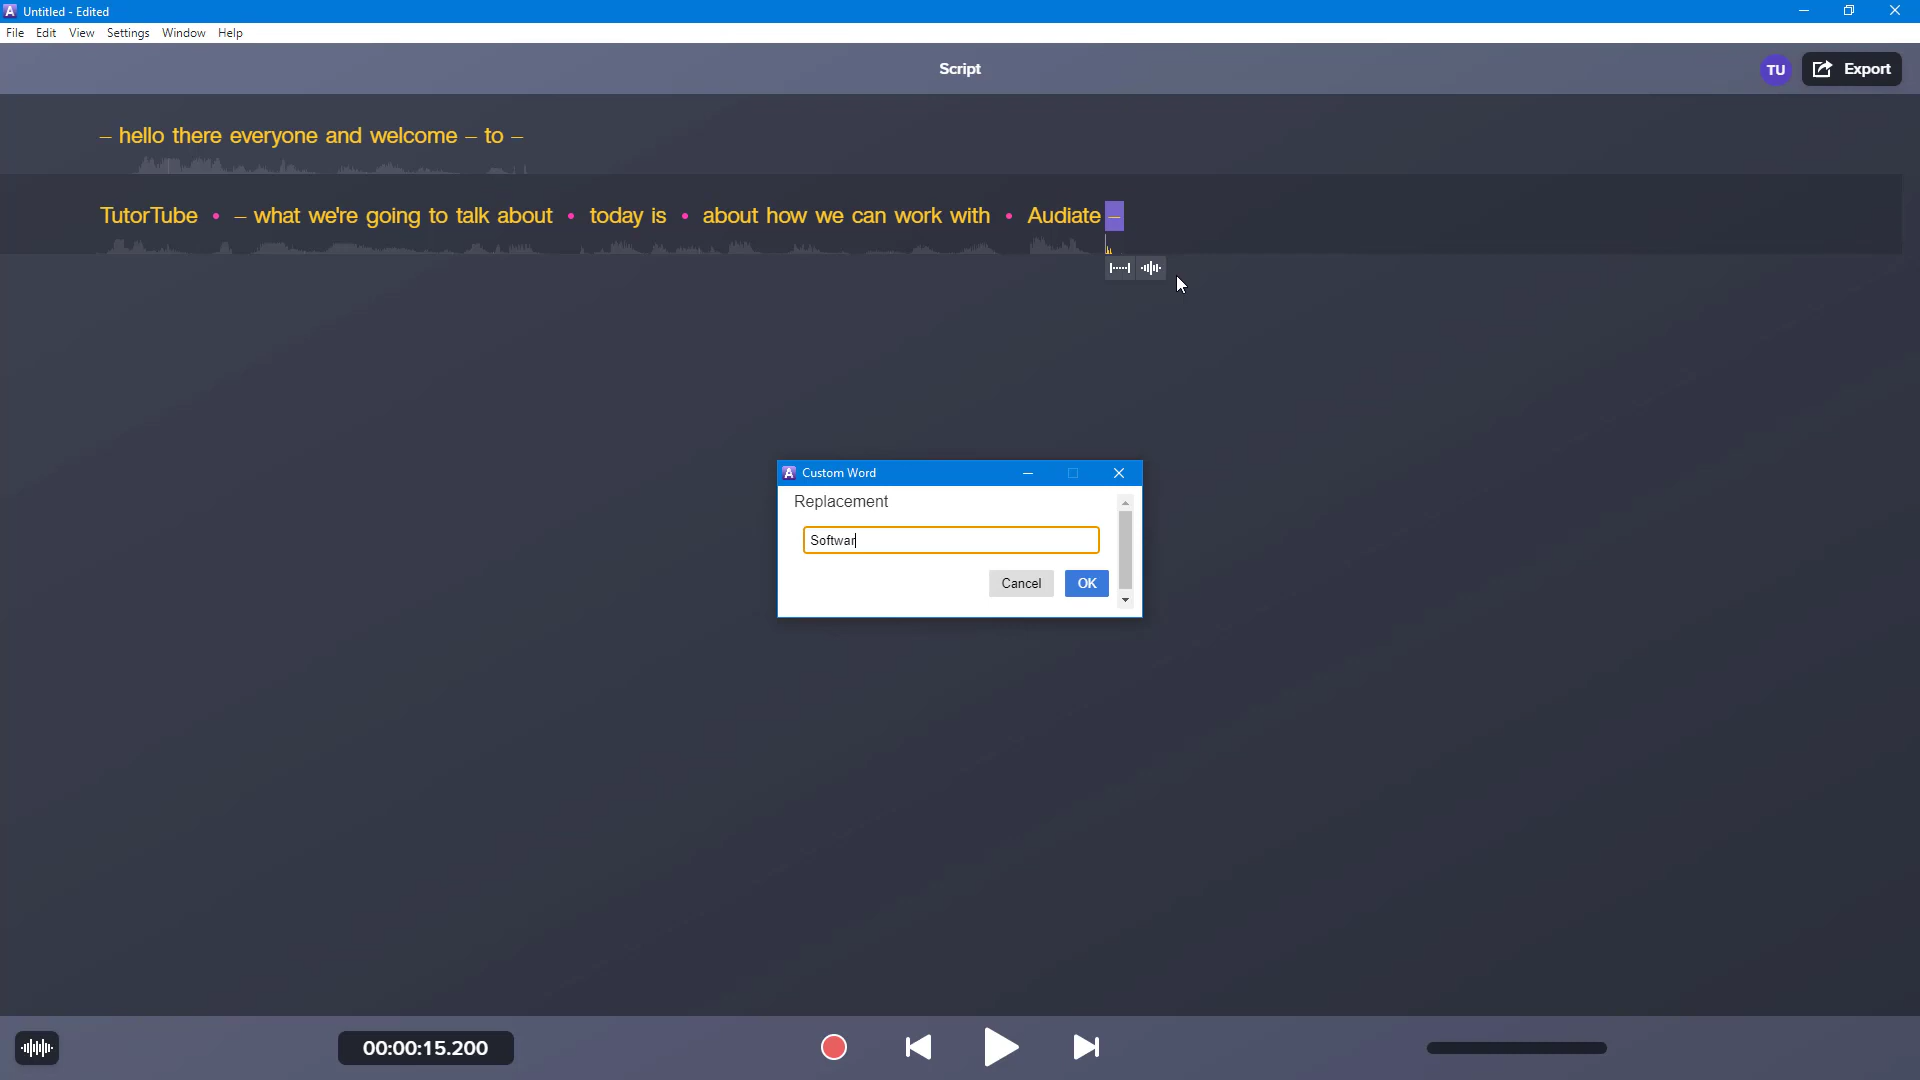 A Untitled - Edited
File Edit View Settings Window Help
Script
TU Export
– hello there everyone and welcome – to –
TutorTube • – what we're going to talk about • today is • about how we can work with • Audiate –
A Custom Word
Replacement
Softwar
Cancel OK
00:00:15.200